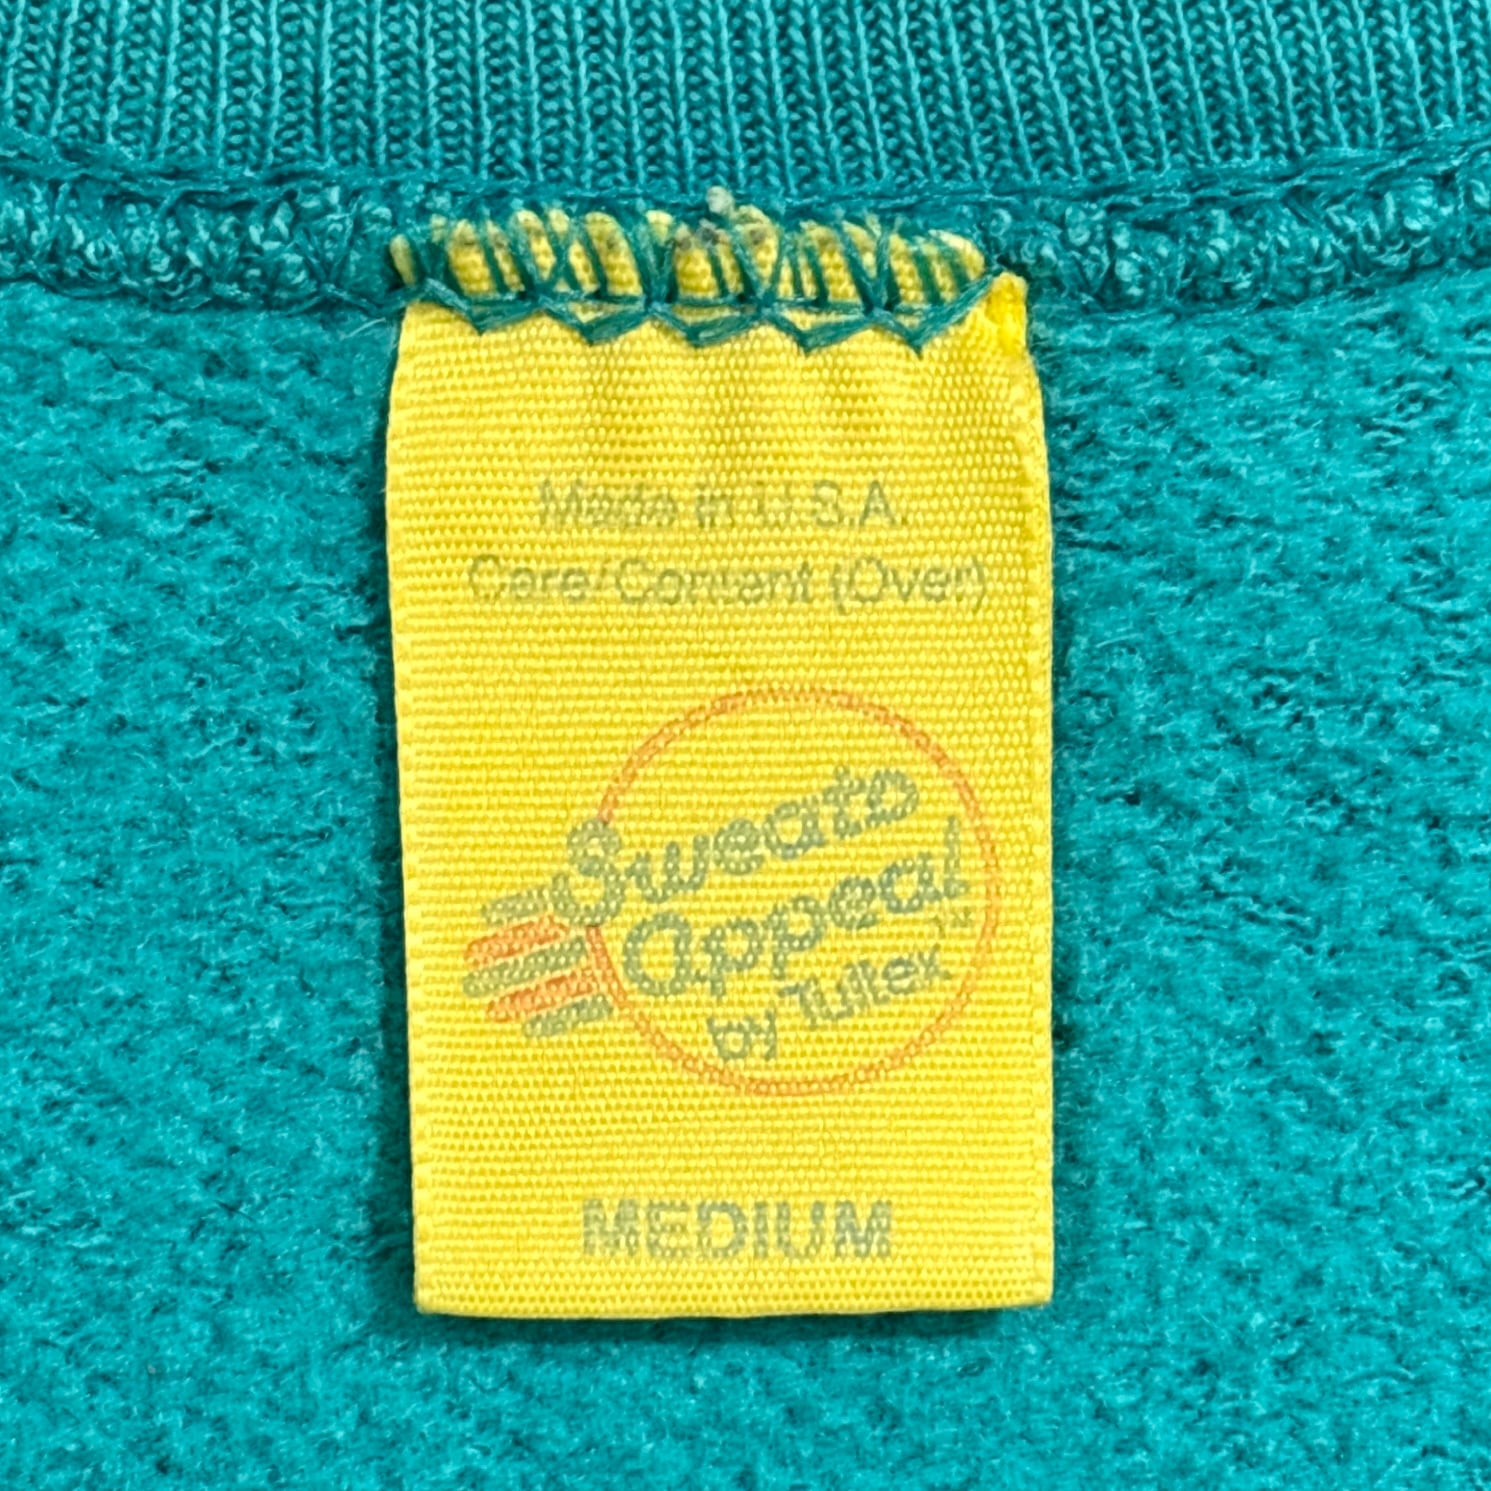 Made in U.S.A.
Care/Content (Over)
Sweats
appeal
TM
by Tultex
MEDIUM